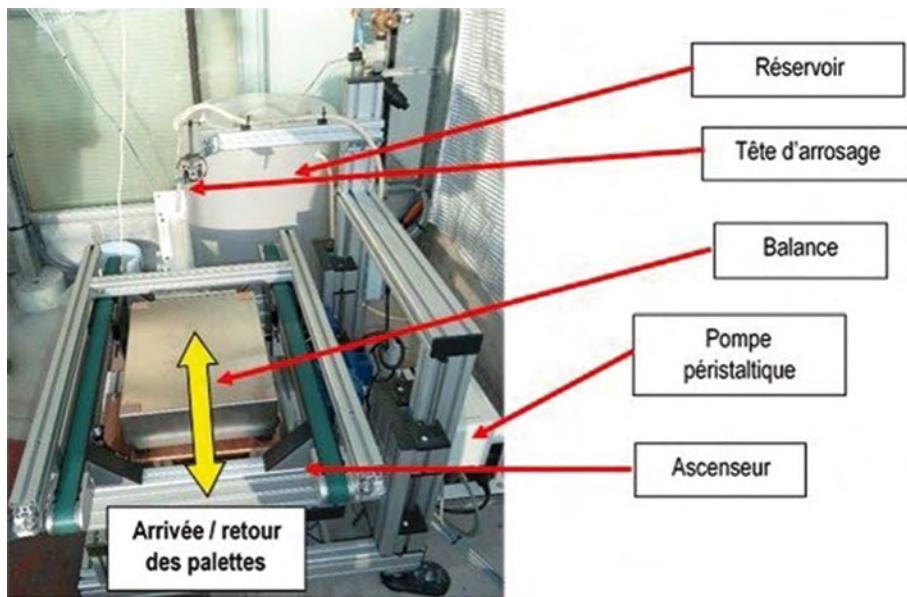 Réservoir
Tête d'arrosage
Balance
Pompe
péristaltique
Ascenseur
Arrivée / retour
des palettes